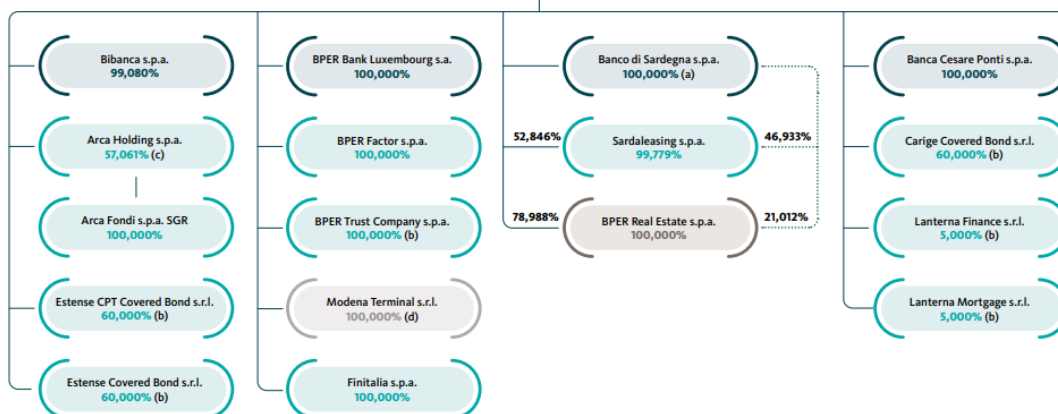 Bibanca s.p.a.
99,080%
Arca Holding s.p.a.
57,061% (c)
Arca Fondi s.p.a. SGR
100,000%
Estense CPT Covered Bond s.r.l.
60,000% (b)
Estense Covered Bond s.r.l.
60,000% (b)
BPER Bank Luxembourg s.a.
100,000%
BPER Factor s.p.a.
100,000%
BPER Trust Company s.p.a.
100,000% (b)
Modena Terminal s.r.l.
100,000% (d)
Finitalia s.p.a.
100,000%
Banco di Sardegna s.p.a.
100,000% (a)
52,846%
Sardaleasing s.p.a.
99,779%
46,933%
78,988%
BPER Real Estate s.p.a.
100,000%
21,012%
Banca Cesare Ponti s.p.a.
100,000%
Carige Covered Bond s.r.l.
60,000% (b)
Lanterna Finance s.r.l.
5,000% (b)
Lanterna Mortgage s.r.l.
5,000% (b)